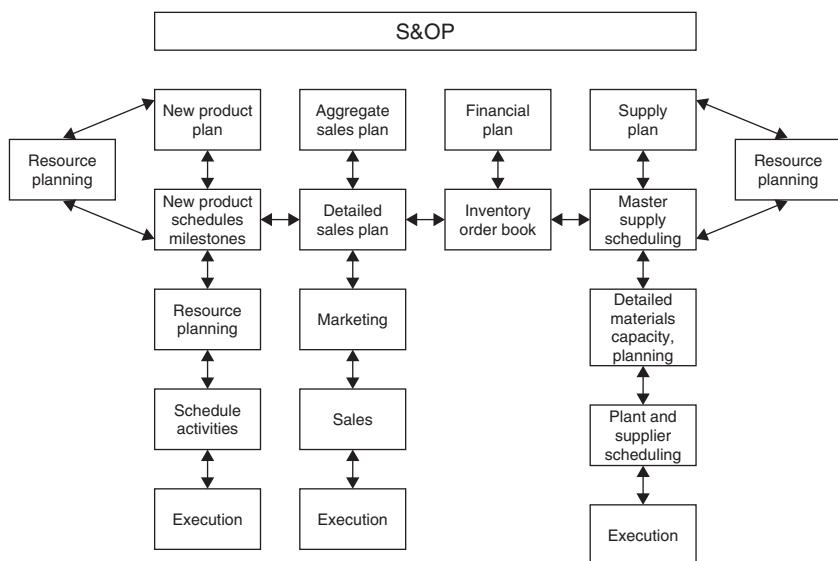 S&OP
New product
plan
Aggregate
sales plan
Financial
plan
Supply
plan
Resource
planning
Resource
planning
New product
schedules
milestones
Detailed
sales plan
Inventory
order book
Master
supply
scheduling
Resource
planning
Marketing
Detailed
materials
capacity,
planning
Schedule
activities
Sales
Plant and
supplier
scheduling
Execution
Execution
Execution